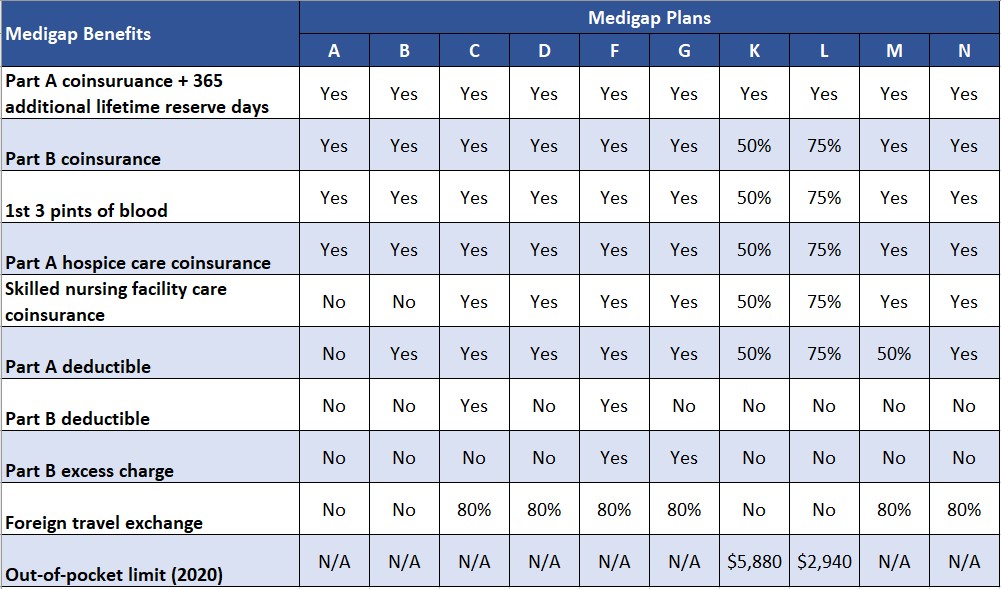 Medigap Benefits
Medigap Plans
A B C D F G K L M N
Part A coinsuruance + 365
additional lifetime reserve days
Yes Yes Yes Yes Yes Yes Yes Yes Yes Yes
Part B coinsurance
Yes Yes Yes Yes Yes Yes 50% 75% Yes Yes
1st 3 pints of blood
Yes Yes Yes Yes Yes Yes 50% 75% Yes Yes
Part A hospice care coinsurance
Yes Yes Yes Yes Yes Yes 50% 75% Yes Yes
Skilled nursing facility care
coinsurance
No No Yes Yes Yes Yes 50% 75% Yes Yes
Part A deductible
No Yes Yes Yes Yes Yes 50% 75% 50% Yes
Part B deductible
No No Yes No Yes No No No No No
Part B excess charge
No No No No Yes Yes No No No No
Foreign travel exchange
No No 80% 80% 80% 80% No No 80% 80%
Out-of-pocket limit (2020)
N/A N/A N/A N/A N/A N/A $5,880 $2,940 N/A N/A